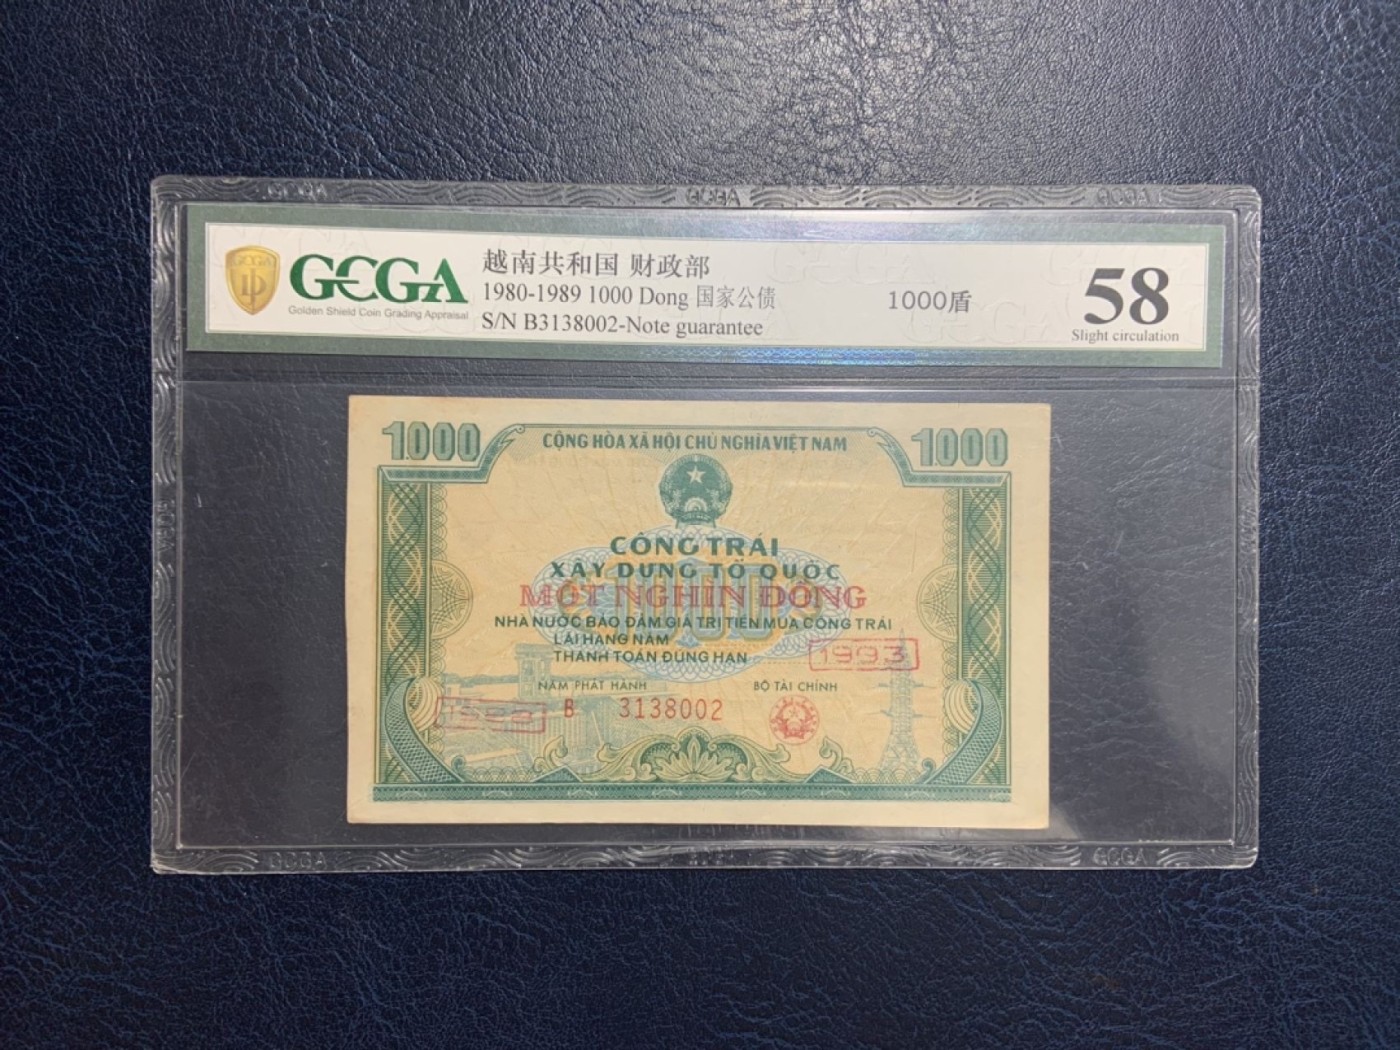 GCGA
Golden Shield Coin Grading Appraisal
越南共和国 财政部
1980-1989 1000 Dong 国家公债
1000盾
S/N B3138002-Note guarantee
58
Slight circulation
1000
CỘNG HÒA XÃ HỘI CHỦ NGHĨA VIỆT NAM
1000
CÔNG TRÁI
XÂY DỰNG TỔ QUỐC
MỘT NGHÌN ĐỒNG
NHÀ NƯỚC BẢO ĐẢM GIÁ TRỊ TIỀN MUA CÔNG TRÁI
LÃI HÀNG NĂM
THANH TOÁN ĐÚNG HẠN
1993
NĂM PHÁT HÀNH
BỘ TÀI CHÍNH
B 3138002
GCGA
GCGA